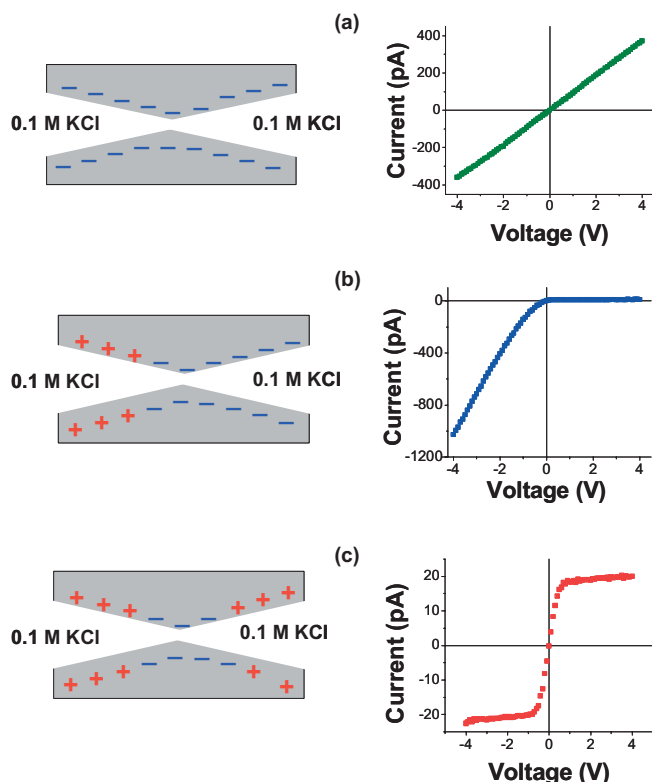 (a)
0.1 M KCl 0.1 M KCl
Current (pA)
400
200
0
-200
-400
-4 -2 0 2 4
Voltage (V)
(b)
0.1 M KCl 0.1 M KCl
Current (pA)
0
-400
-800
-1200
-4 -2 0 2 4
Voltage (V)
(c)
0.1 M KCl 0.1 M KCl
Current (pA)
20
10
0
-10
-20
-4 -2 0 2 4
Voltage (V)